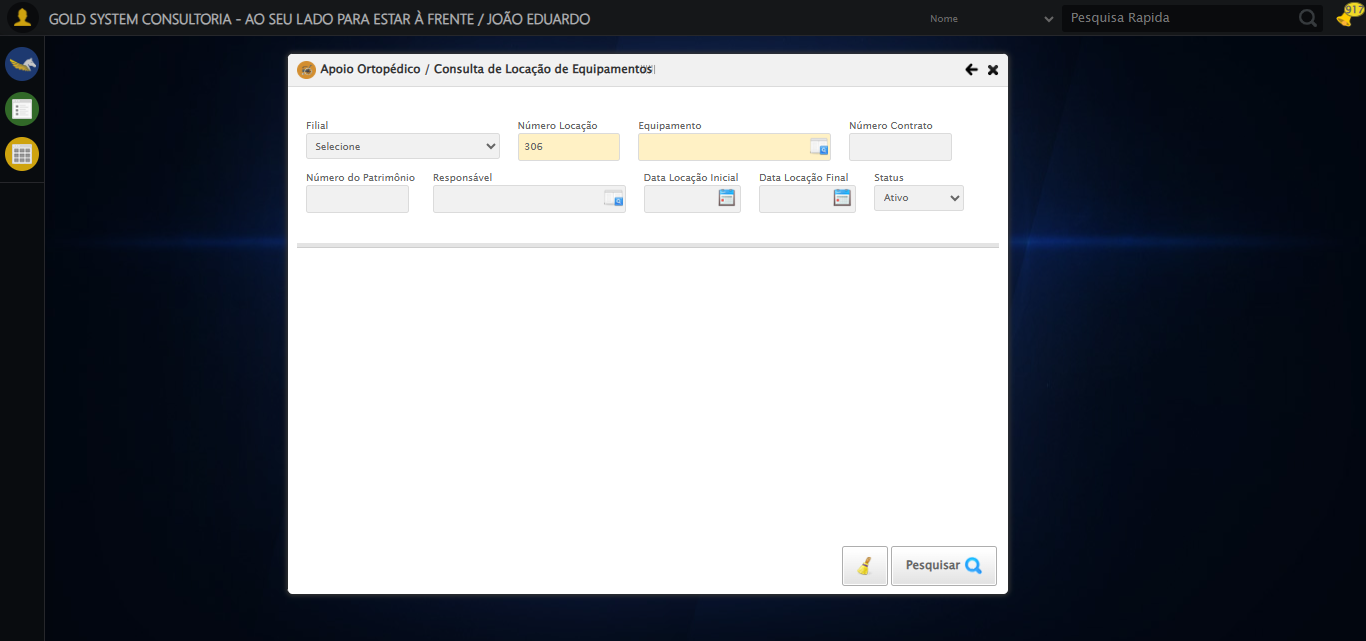 GOLD SYSTEM CONSULTORIA - AO SEU LADO PARA ESTAR À FRENTE / JOÃO EDUARDO
Nome
Pesquisa Rapida
917
Apoio Ortopédico / Consulta de Locação de Equipamentos
Filial
Número Locação
Equipamento
Número Contrato
Selecione
306
Número do Patrimônio
Responsável
Data Locação Inicial
Data Locação Final
Status
Ativo
Pesquisar